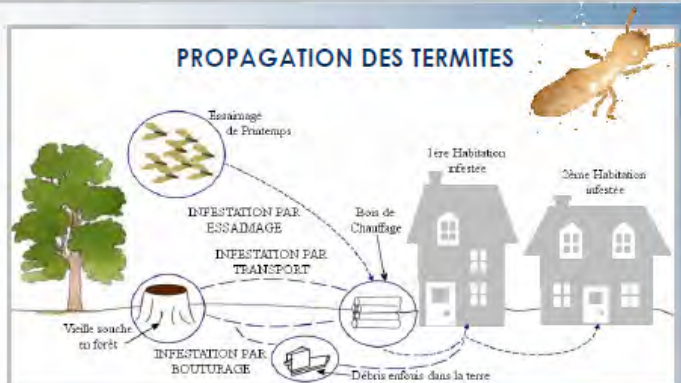 PROPAGATION DES TERMITES
Essaimage
de Printemps
1ère Habitation
infestée
2ème Habitation
infestée
INFESTATION PAR
ESSAIMAGE
Bois de
Chauffage
INFESTATION PAR
TRANSPORT
Vieille souche
en forêt
INFESTATION PAR
BOUTURAGE
Débris enfouis dans la terre